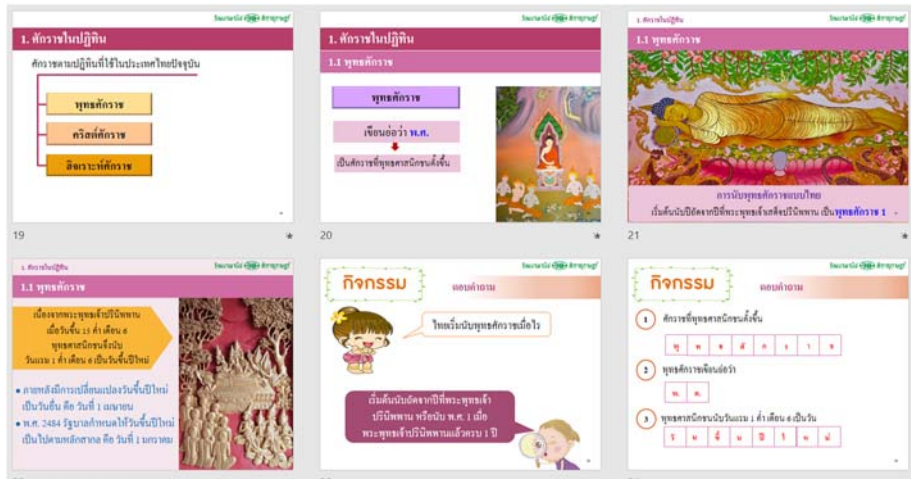 1. ศักราชในปฏิทิน
ศักราชตามปฏิทินที่ใช้ในประเทศไทยปัจจุบัน
พุทธศักราช
คริสต์ศักราช
ฮิจเราะห์ศักราช
19
1. ศักราชในปฏิทิน
1.1 พุทธศักราช
พุทธศักราช
เขียนย่อว่า พ.ศ.
เป็นศักราชที่พุทธศาสนิกชนตั้งขึ้น
20
1. ศักราชในปฏิทิน
1.1 พุทธศักราช
การนับพุทธศักราชแบบไทย
เริ่มต้นนับปีถัดจากปีที่พระพุทธเจ้าเสด็จปรินิพพาน เป็นพุทธศักราช 1
21
1. ศักราชในปฏิทิน
1.1 พุทธศักราช
เนื่องจากพระพุทธเจ้าปรินิพพาน
เมื่อวันขึ้น 15 ค่ำ เดือน 6
พุทธศาสนิกชนจึงนับ
วันแรม 1 ค่ำ เดือน 6 เป็นวันขึ้นปีใหม่
• ภายหลังมีการเปลี่ยนแปลงวันขึ้นปีใหม่
เป็นวันอื่น คือ วันที่ 1 เมษายน
• พ.ศ. 2484 รัฐบาลกำหนดให้วันขึ้นปีใหม่
เป็นไปตามหลักสากล คือ วันที่ 1 มกราคม
กิจกรรม
ตอบคำถาม
ไทยเริ่มนับพุทธศักราชเมื่อไร
เริ่มต้นนับถัดจากปีที่พระพุทธเจ้า
ปรินิพพาน หรือนับ พ.ศ. 1 เมื่อ
พระพุทธเจ้าปรินิพพานแล้วครบ 1 ปี
กิจกรรม
ตอบคำถาม
1 ศักราชที่พุทธศาสนิกชนตั้งขึ้น
พุ ท ธ ศั ก ร า ช
2 พุทธศักราชเขียนย่อว่า
พ. ศ.
3 พุทธศาสนิกชนนับวันแรม 1 ค่ำ เดือน 6 เป็นวัน